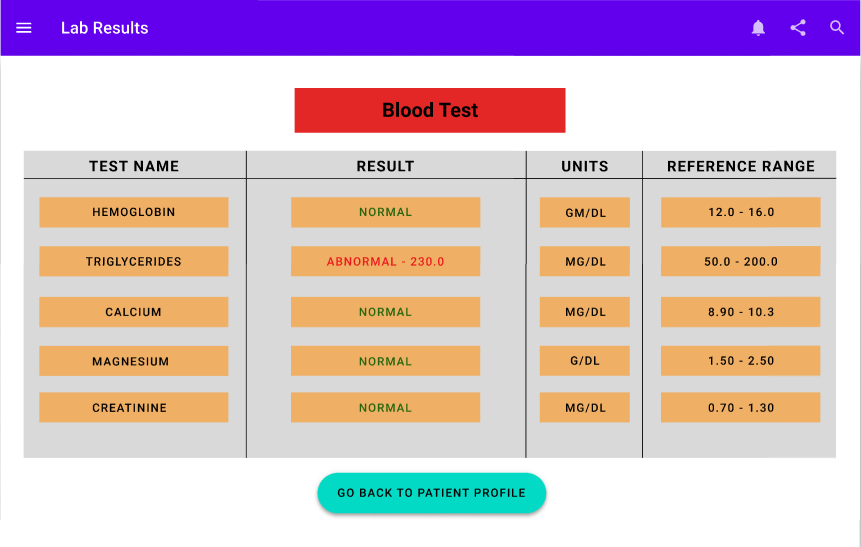 Lab Results
Blood Test
TEST NAME RESULT UNITS REFERENCE RANGE
HEMOGLOBIN NORMAL GM/DL 12.0 - 16.0
TRIGLYCERIDES ABNORMAL - 230.0 MG/DL 50.0 - 200.0
CALCIUM NORMAL MG/DL 8.90 - 10.3
MAGNESIUM NORMAL G/DL 1.50 - 2.50
CREATININE NORMAL MG/DL 0.70 - 1.30
GO BACK TO PATIENT PROFILE